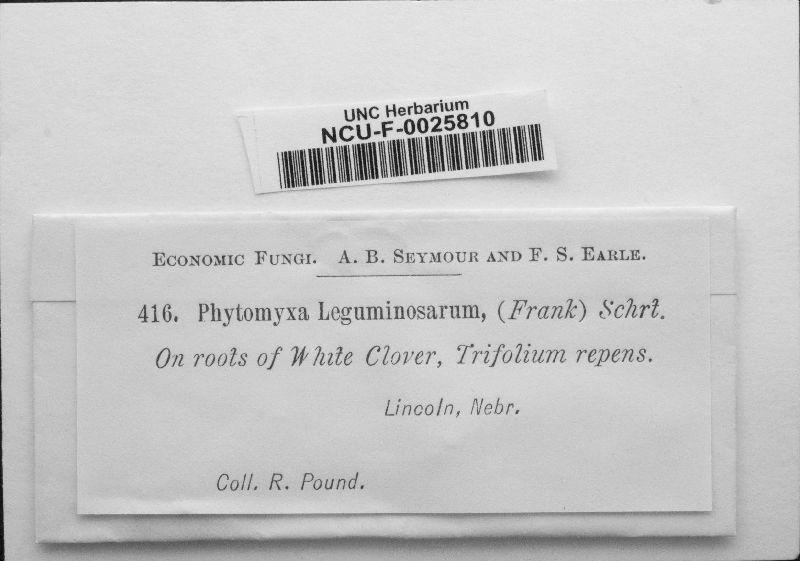 UNC Herbarium
NCU-F-0025810
Economic Fungi. A. B. Seymour and F. S. Earle.
416. Phytomyxa Leguminosarum, (Frank) Schrt.
On roots of White Clover, Trifolium repens.
Lincoln, Nebr.
Coll. R. Pound.